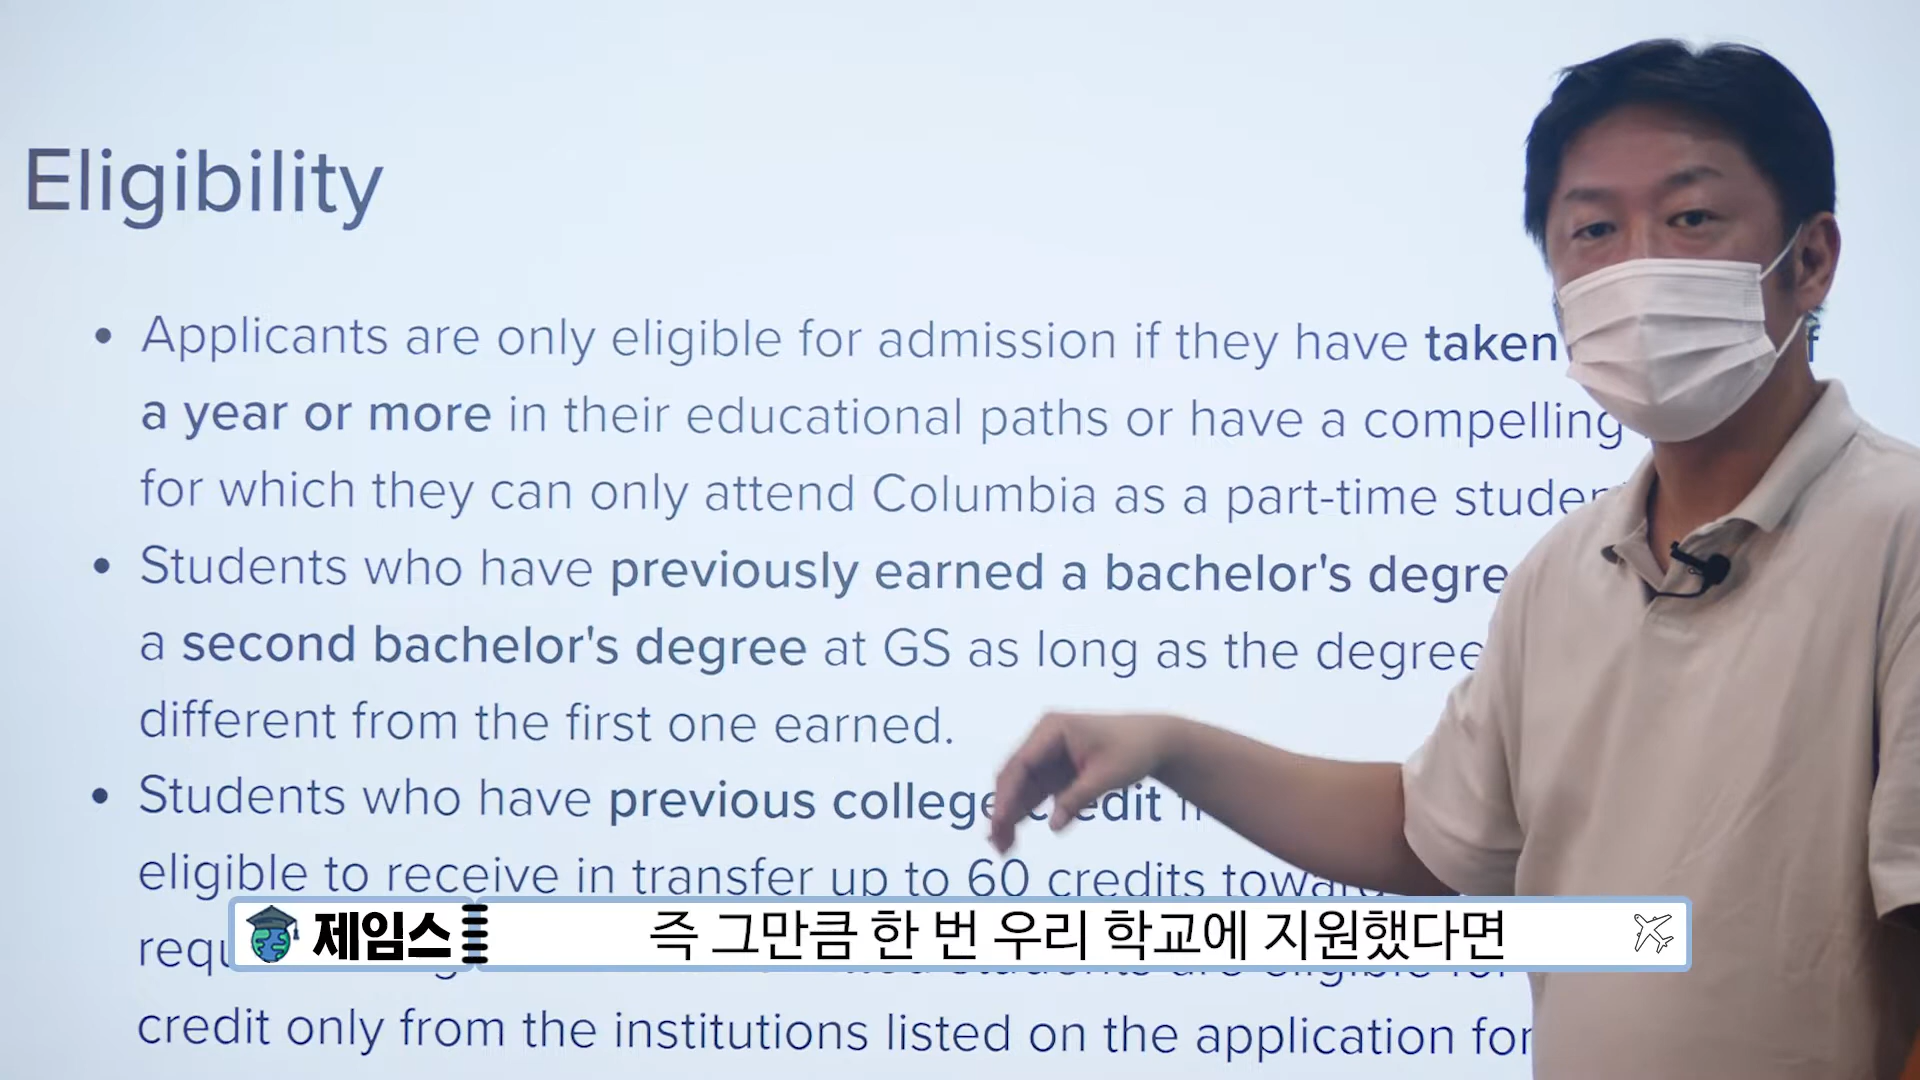 Eligibility
• Applicants are only eligible for admission if they have taken
a year or more in their educational paths or have a compelling
for which they can only attend Columbia as a part-time
• Students who have previously earned a bachelor's
a second bachelor's degree at GS as long as the degree
different from the first one earned.
• Students who have previous college credit
eligible to receive in transfer up to 60 credits
제임스 즉 그만큼 한 번 우리 학교에 지원했다면
credit only from the institutions listed on the application